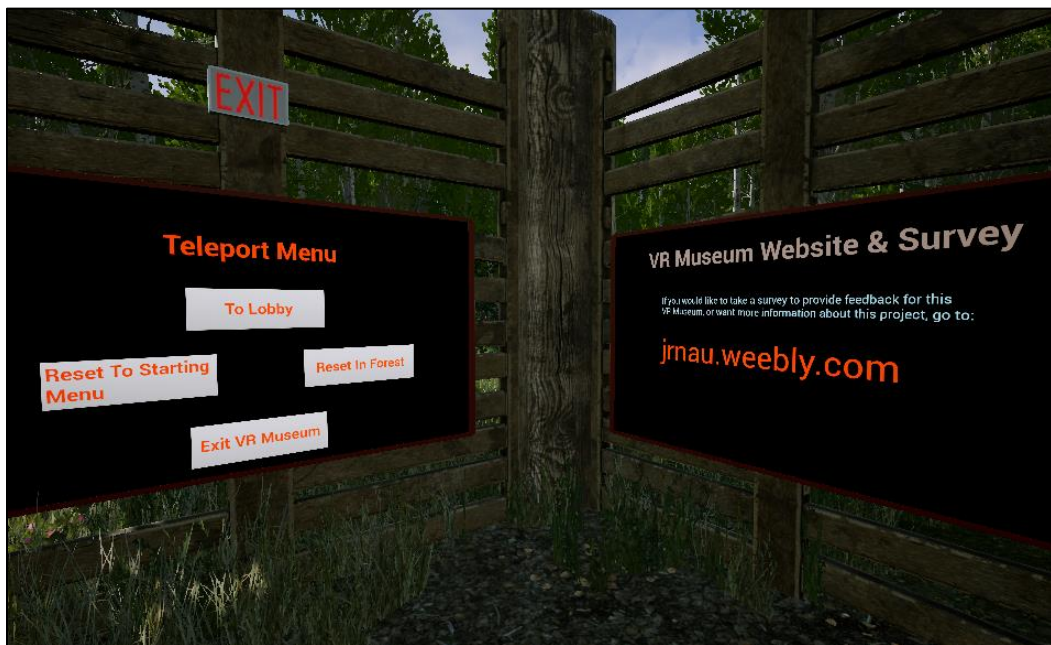 EXIT
Teleport Menu
To Lobby
Reset To Starting
Menu
Reset In Forest
Exit VR Museum
VR Museum Website & Survey
If you would like to take a survey to provide feedback for this
VR Museum, or want more information about this project, go to:
jrnau.weebly.com